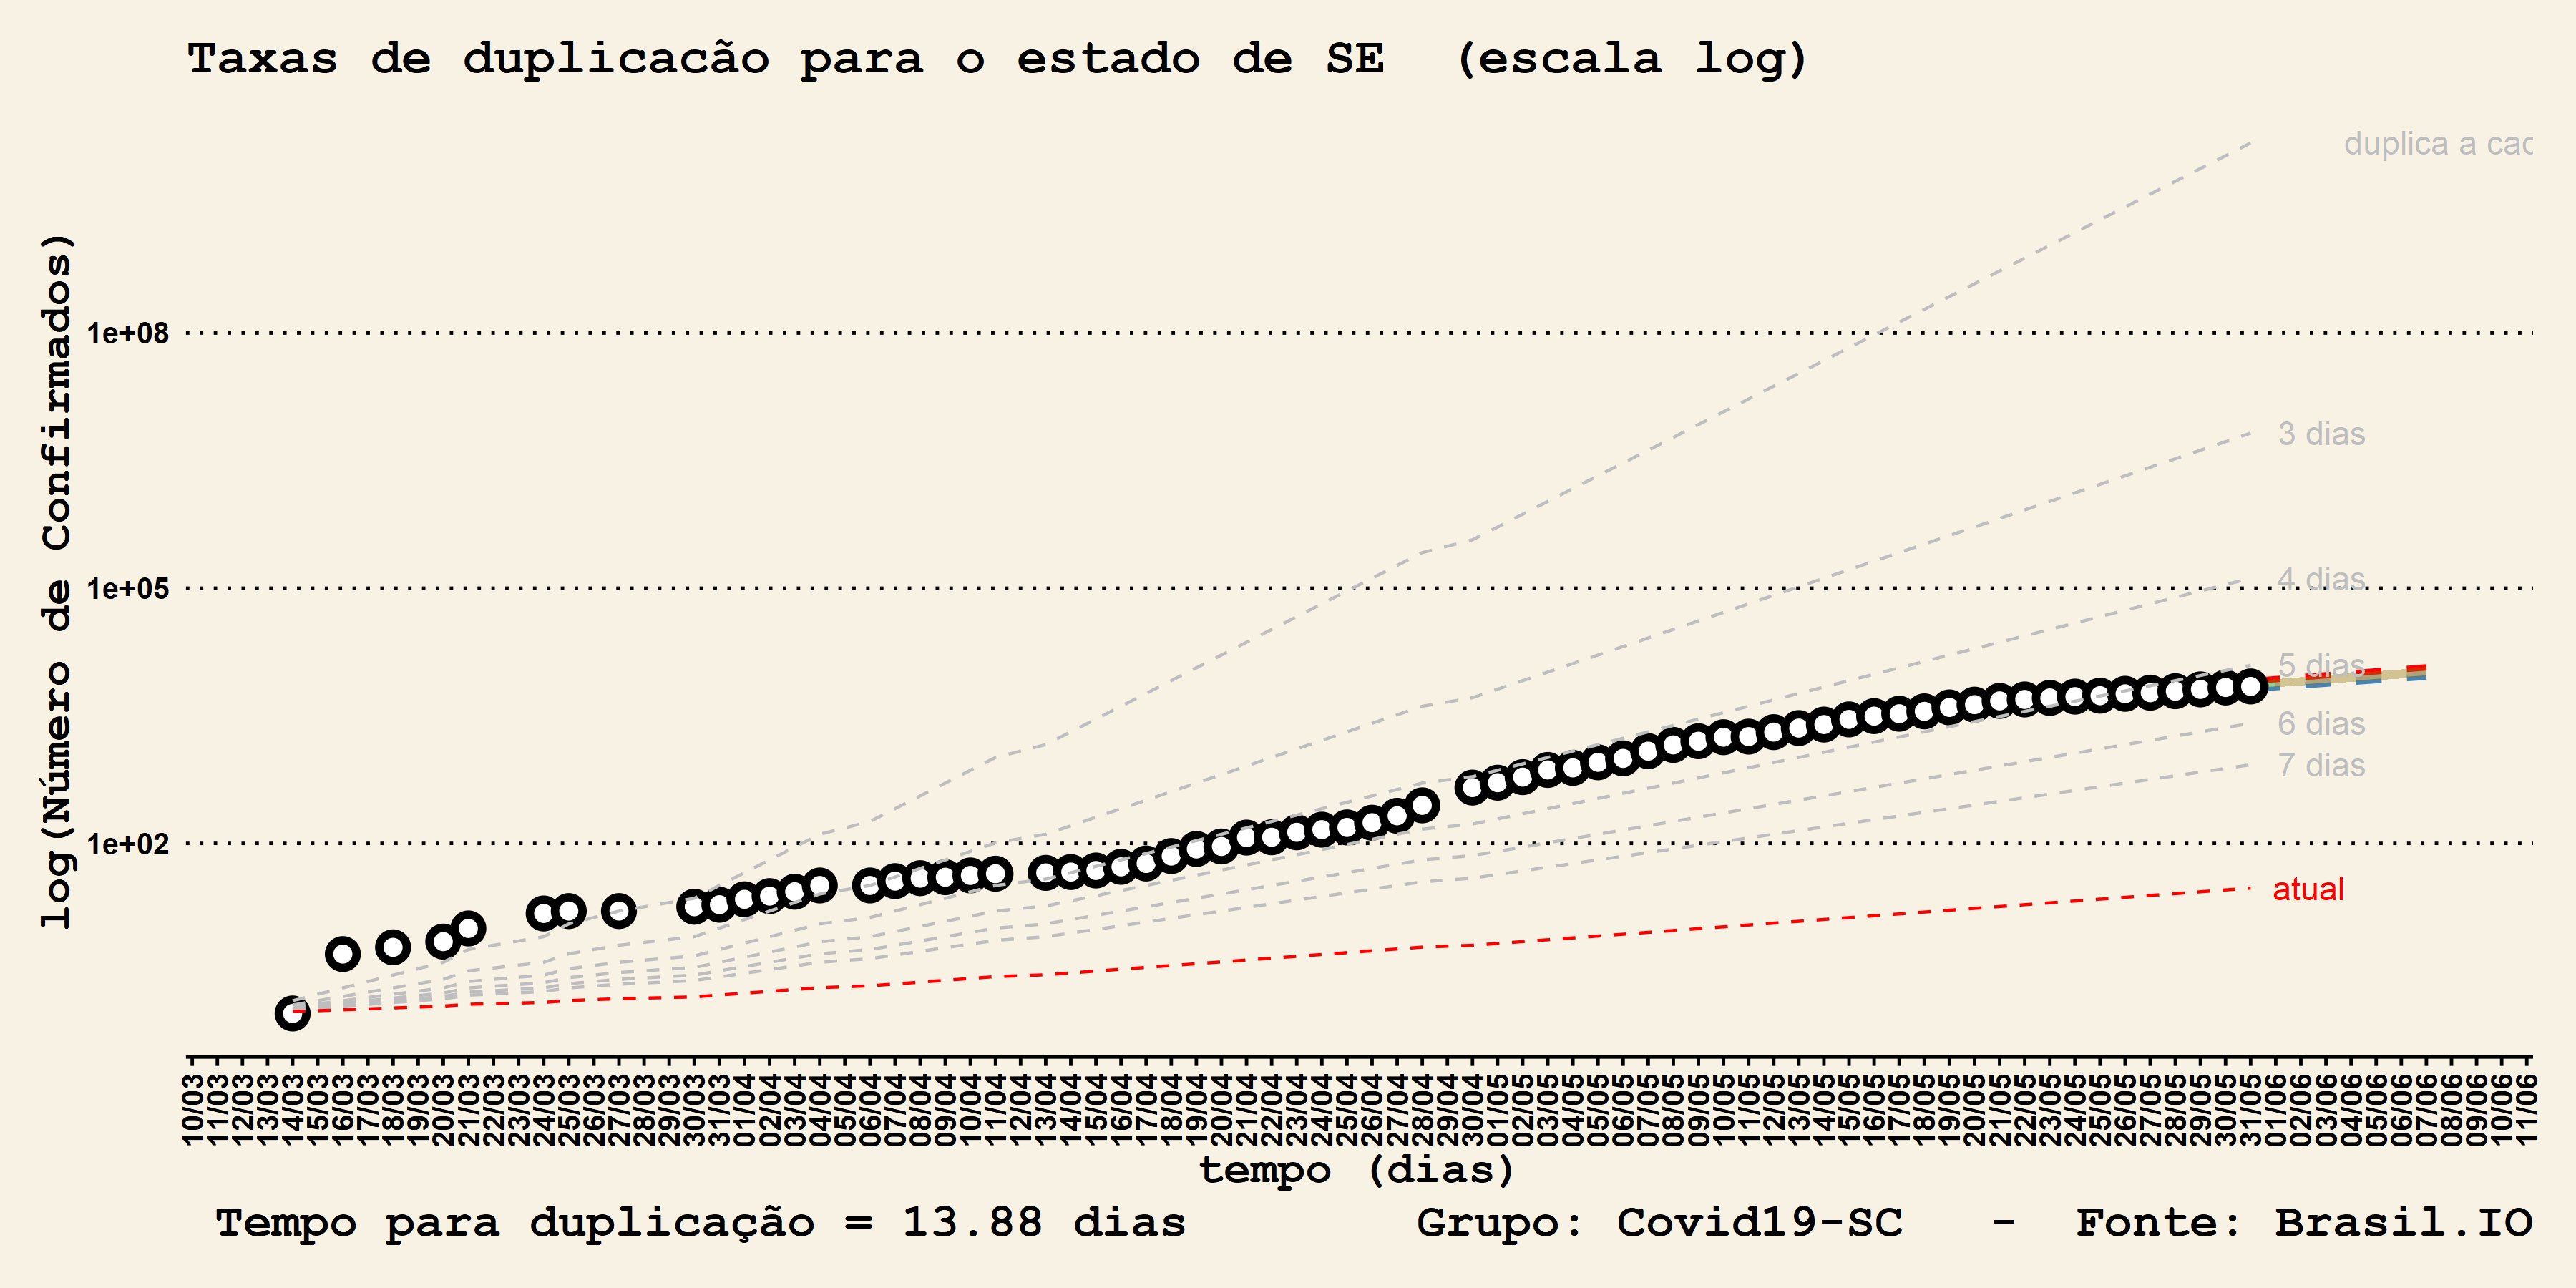 Taxas de duplicacão para o estado de SE  (escala log)
duplica a cad
1e+08
3 dias
4 dias
1e+05
5 dias
6 dias
7 dias
1e+02
atual
log(Número de Confirmados)
10/03 11/03 12/03 13/03 14/03 15/03 16/03 17/03 18/03 19/03 20/03 21/03 22/03 23/03 24/03 25/03 26/03 27/03 28/03 29/03 30/03 31/03 01/04 02/04 03/04 04/04 05/04 06/04 07/04 08/04 09/04 10/04 11/04 12/04 13/04 14/04 15/04 16/04 17/04 18/04 19/04 20/04 21/04 22/04 23/04 24/04 25/04 26/04 27/04 28/04 29/04 30/04 01/05 02/05 03/05 04/05 05/05 06/05 07/05 08/05 09/05 10/05 11/05 12/05 13/05 14/05 15/05 16/05 17/05 18/05 19/05 20/05 21/05 22/05 23/05 24/05 25/05 26/05 27/05 28/05 29/05 30/05 31/05 01/06 02/06 03/06 04/06 05/06 06/06 07/06 08/06 09/06 10/06 11/06
tempo (dias)
Tempo para duplicação = 13.88 dias        Grupo: Covid19-SC   -  Fonte: Brasil.IO